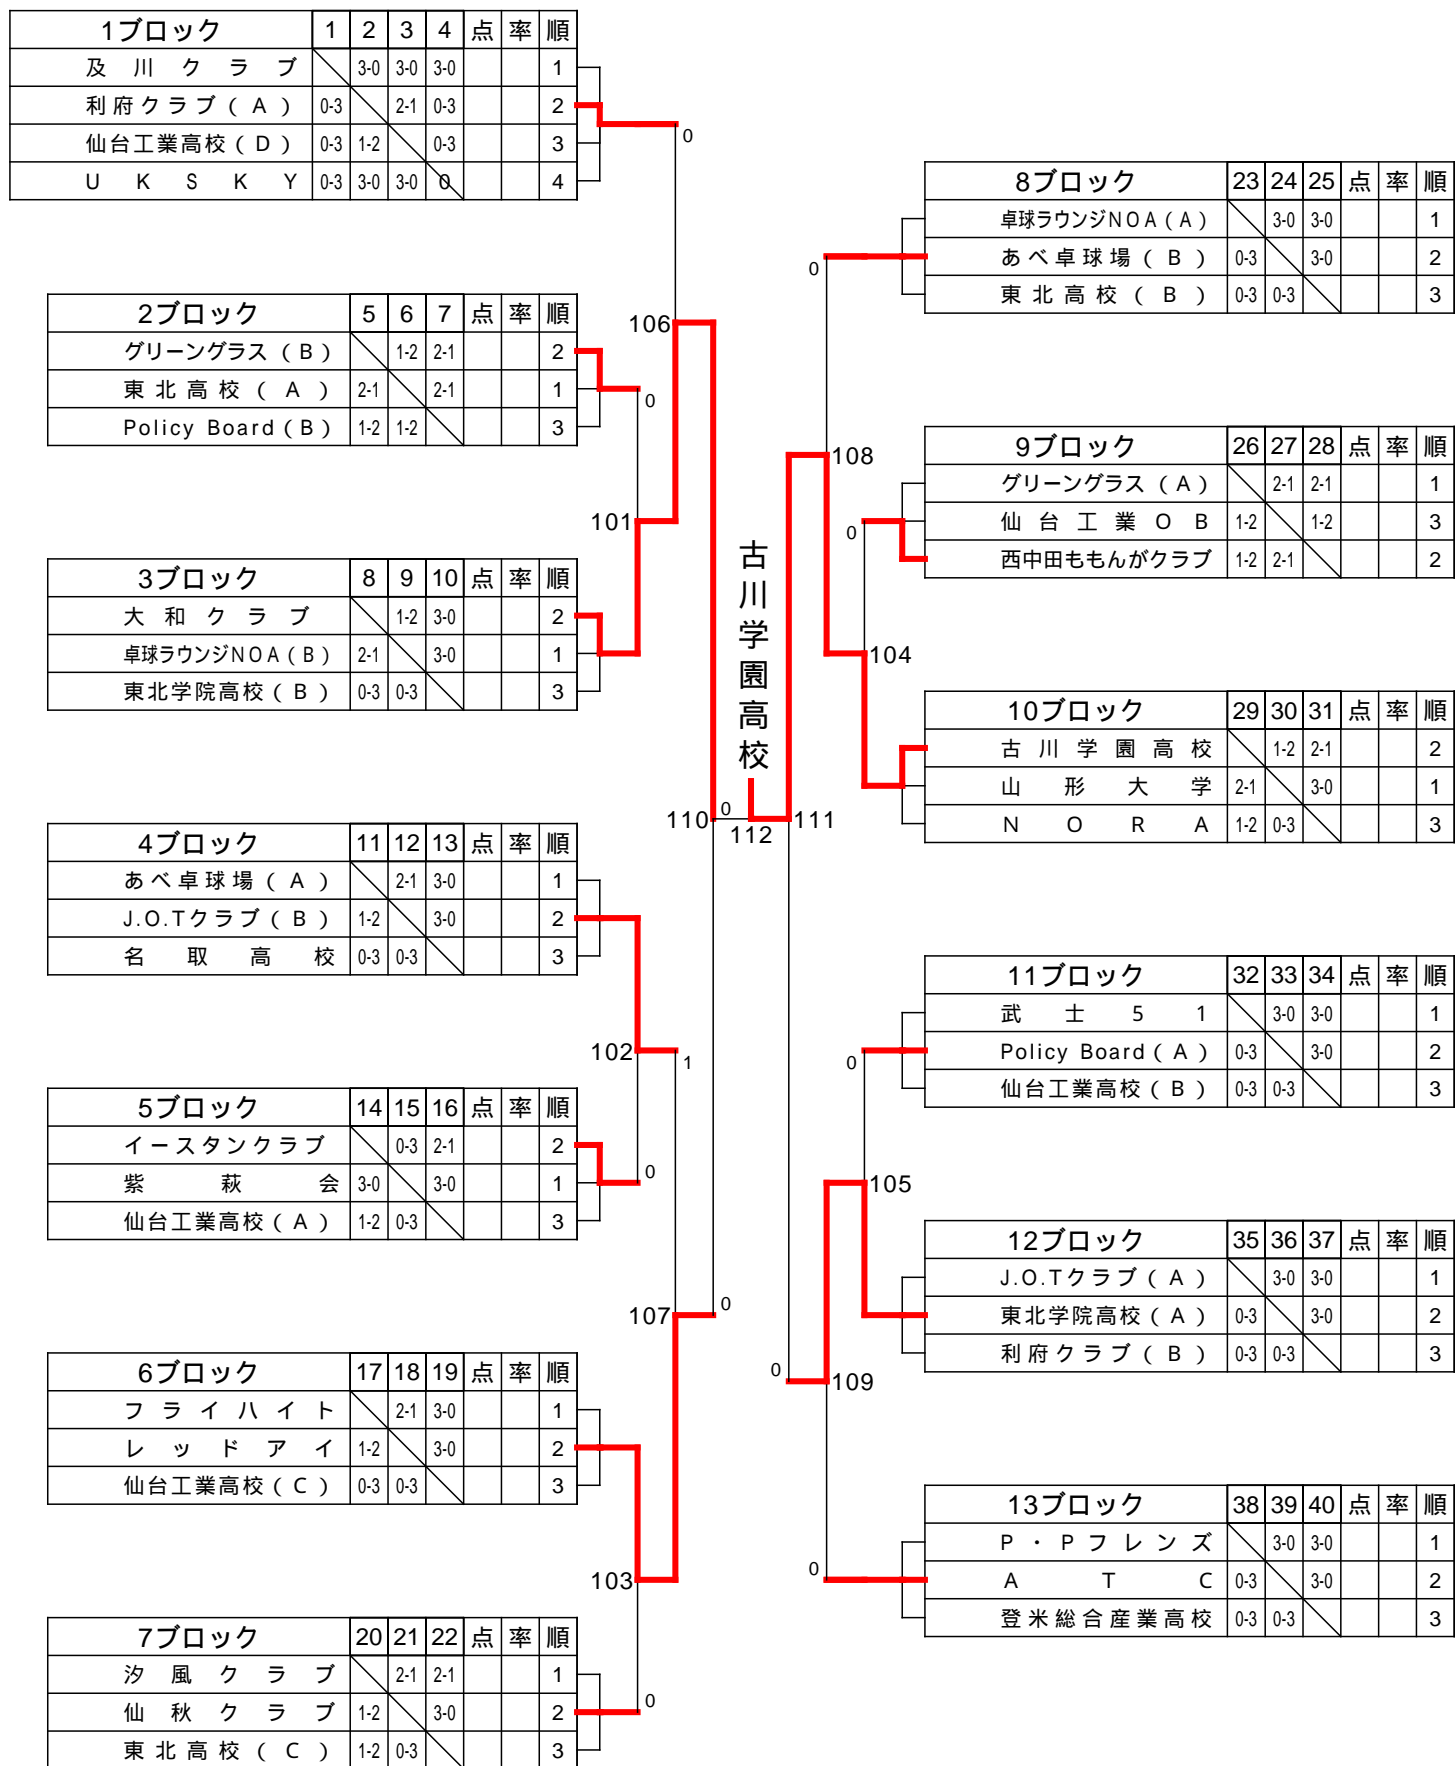 1ブロック 1 2 3 4 点 率 順
及川クラブ 3-0 3-0 3-0 1
利府クラブ(A) 0-3 2-1 0-3 2
仙台工業高校(D) 0-3 1-2 0-3 3
UKSKY 0-3 3-0 3-0 0 4
0
2ブロック 5 6 7 点 率 順
グリーングラス(B) 1-2 2-1 2
東北高校(A) 2-1 2-1 1
Policy Board(B) 1-2 1-2 3
106
0
101
3ブロック 8 9 10 点 率 順
大和クラブ 1-2 3-0 2
卓球ラウンジNOA(B) 2-1 3-0 1
東北学院高校(B) 0-3 0-3 3
4ブロック 11 12 13 点 率 順
あべ卓球場(A) 2-1 3-0 1
J.O.Tクラブ(B) 1-2 3-0 2
名取高校 0-3 0-3 3
102
1
5ブロック 14 15 16 点 率 順
イースタンクラブ 0-3 2-1 2
紫萩会 3-0 3-0 1
仙台工業高校(A) 1-2 0-3 3
0
107
0
6ブロック 17 18 19 点 率 順
フライハイト 2-1 3-0 1
レッドアイ 1-2 3-0 2
仙台工業高校(C) 0-3 0-3 3
103
7ブロック 20 21 22 点 率 順
汐風クラブ 2-1 2-1 1
仙秋クラブ 1-2 3-0 2
東北高校(C) 1-2 0-3 3
0
古川学園高校
110
0
112
111
8ブロック 23 24 25 点 率 順
卓球ラウンジNOA(A) 3-0 3-0 1
あべ卓球場(B) 0-3 3-0 2
東北高校(B) 0-3 0-3 3
0
108
9ブロック 26 27 28 点 率 順
グリーングラス(A) 2-1 2-1 1
仙台工業OB 1-2 1-2 3
西中田ももんがクラブ 1-2 2-1 2
0
104
10ブロック 29 30 31 点 率 順
古川学園高校 1-2 2-1 2
山形大学 2-1 3-0 1
NORA 1-2 0-3 3
11ブロック 32 33 34 点 率 順
武士51 3-0 3-0 1
Policy Board(A) 0-3 3-0 2
仙台工業高校(B) 0-3 0-3 3
0
105
12ブロック 35 36 37 点 率 順
J.O.Tクラブ(A) 3-0 3-0 1
東北学院高校(A) 0-3 3-0 2
利府クラブ(B) 0-3 0-3 3
0
109
13ブロック 38 39 40 点 率 順
P・Pフレンズ 3-0 3-0 1
ATC 0-3 3-0 2
登米総合産業高校 0-3 0-3 3
0